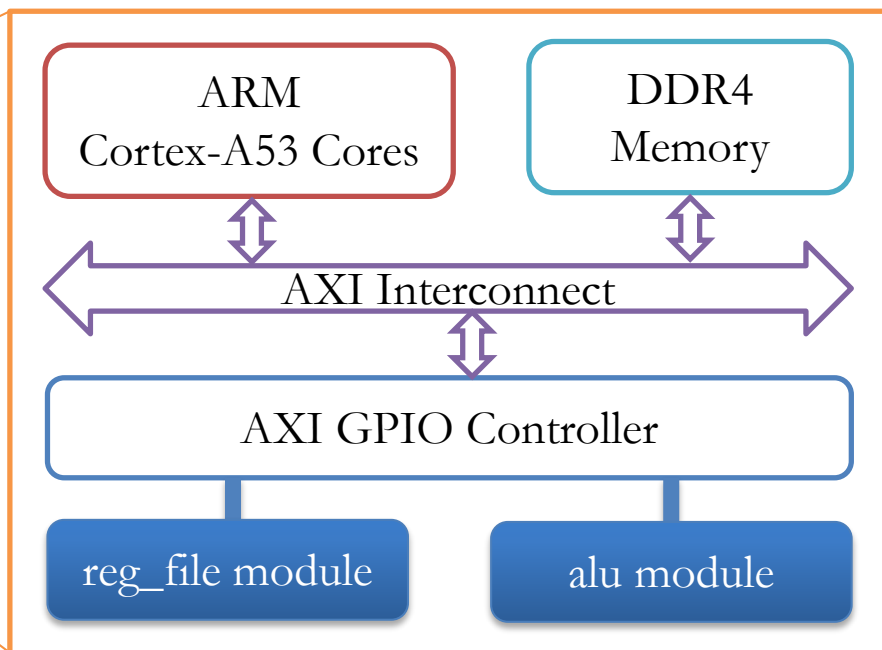 ARM
Cortex-A53 Cores
DDR4
Memory
AXI Interconnect
AXI GPIO Controller
reg_file module
alu module